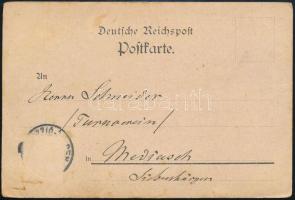 Deutsche Reichspost
Postkarte.
An
Herrn Schneider
/Turnverein/
in Mediasch
Siebenbürgen